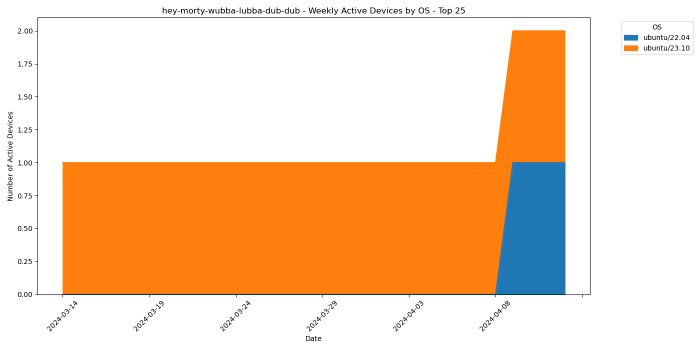 hey-morty-wubba-lubba-dub-dub - Weekly Active Devices by OS - Top 25
OS
ubuntu/22.04
ubuntu/23.10
Number of Active Devices
2.00
1.75
1.50
1.25
1.00
0.75
0.50
0.25
0.00
2024-03-14
2024-03-19
2024-03-24
2024-03-29
2024-04-03
2024-04-08
Date